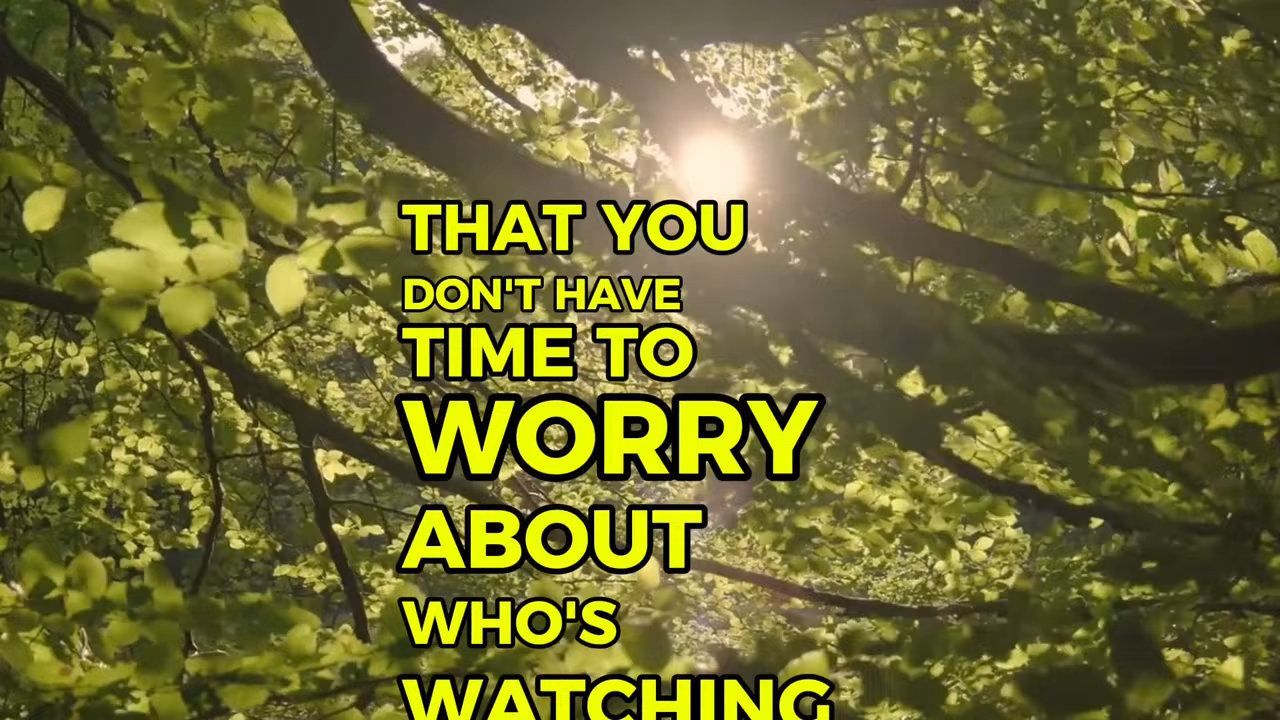 THAT YOU
DON'T HAVE
TIME TO
WORRY
ABOUT
WHO'S
WATCHING